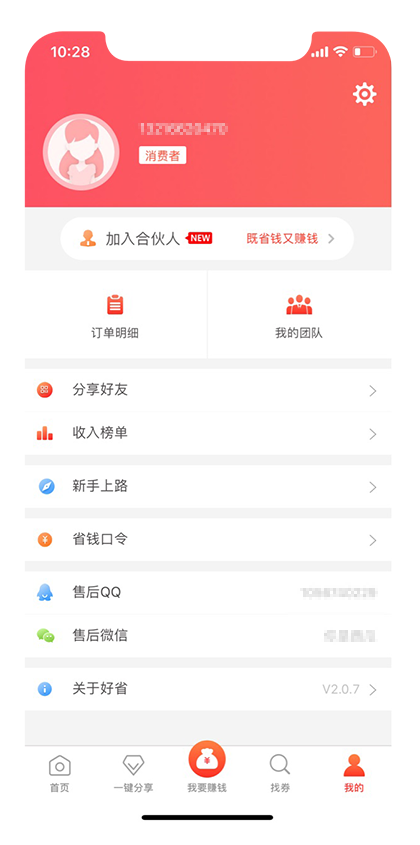 10:28
消费者
加入合伙人 NEW 既省钱又赚钱
订单明细 我的团队
分享好友
收入榜单
新手上路
省钱口令
售后QQ
售后微信
关于好省 V2.0.7
首页 一键分享 我要赚钱 找券 我的